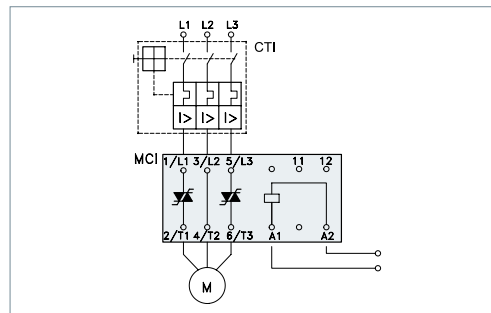 L1 L2 L3
CTI
I> I> I>
MCI
1/L1 3/L2 5/L3 11 12
2/T1 4/T2 6/T3 A1 A2
M